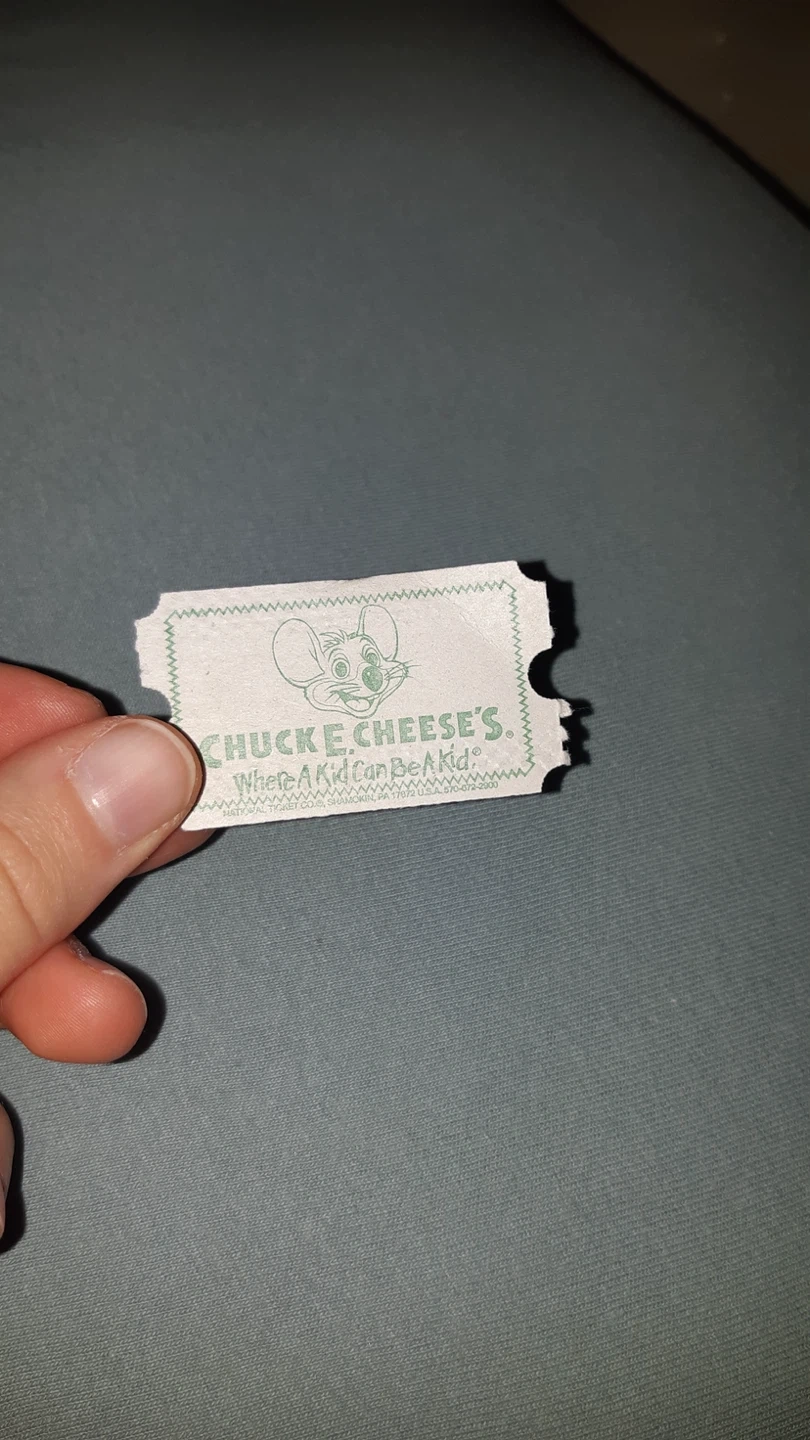 CHUCK E. CHEESE'S®
Where A Kid Can Be A Kid.®
NATIONAL TICKET CO.®, SHAMOKIN, PA 17872 U.S.A. 570-672-2900